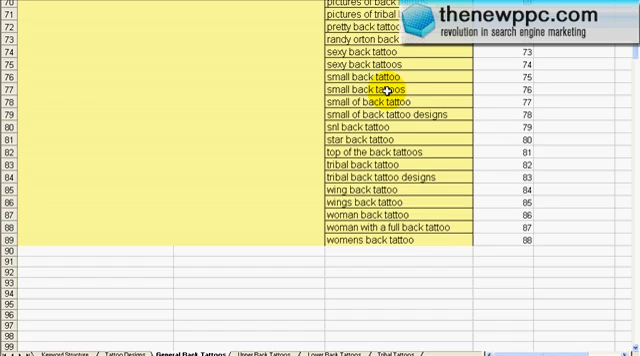 70 pictures of back
71 pictures of tribal
72 pretty back tattoo
73 randy orton back
74 sexy back tattoo 73
75 sexy back tattoos 74
76 small back tattoo 75
77 small back tattoos 76
78 small of back tattoo 77
79 small of back tattoo designs 78
80 snl back tattoo 79
81 star back tattoo 80
82 top of the back tattoos 81
83 tribal back tattoo 82
84 tribal back tattoo designs 83
85 wing back tattoo 84
86 wings back tattoo 85
87 woman back tattoo 86
88 woman with a full back tattoo 87
89 womens back tattoo 88
90
91
92
93
94
95
96
97
98
99
thenewppc.com
revolution in search engine marketing
Keyword Structure Tattoo Designs General Back Tattoos Upper Back Tattoos Lower Back Tattoos Tribal Tattoos